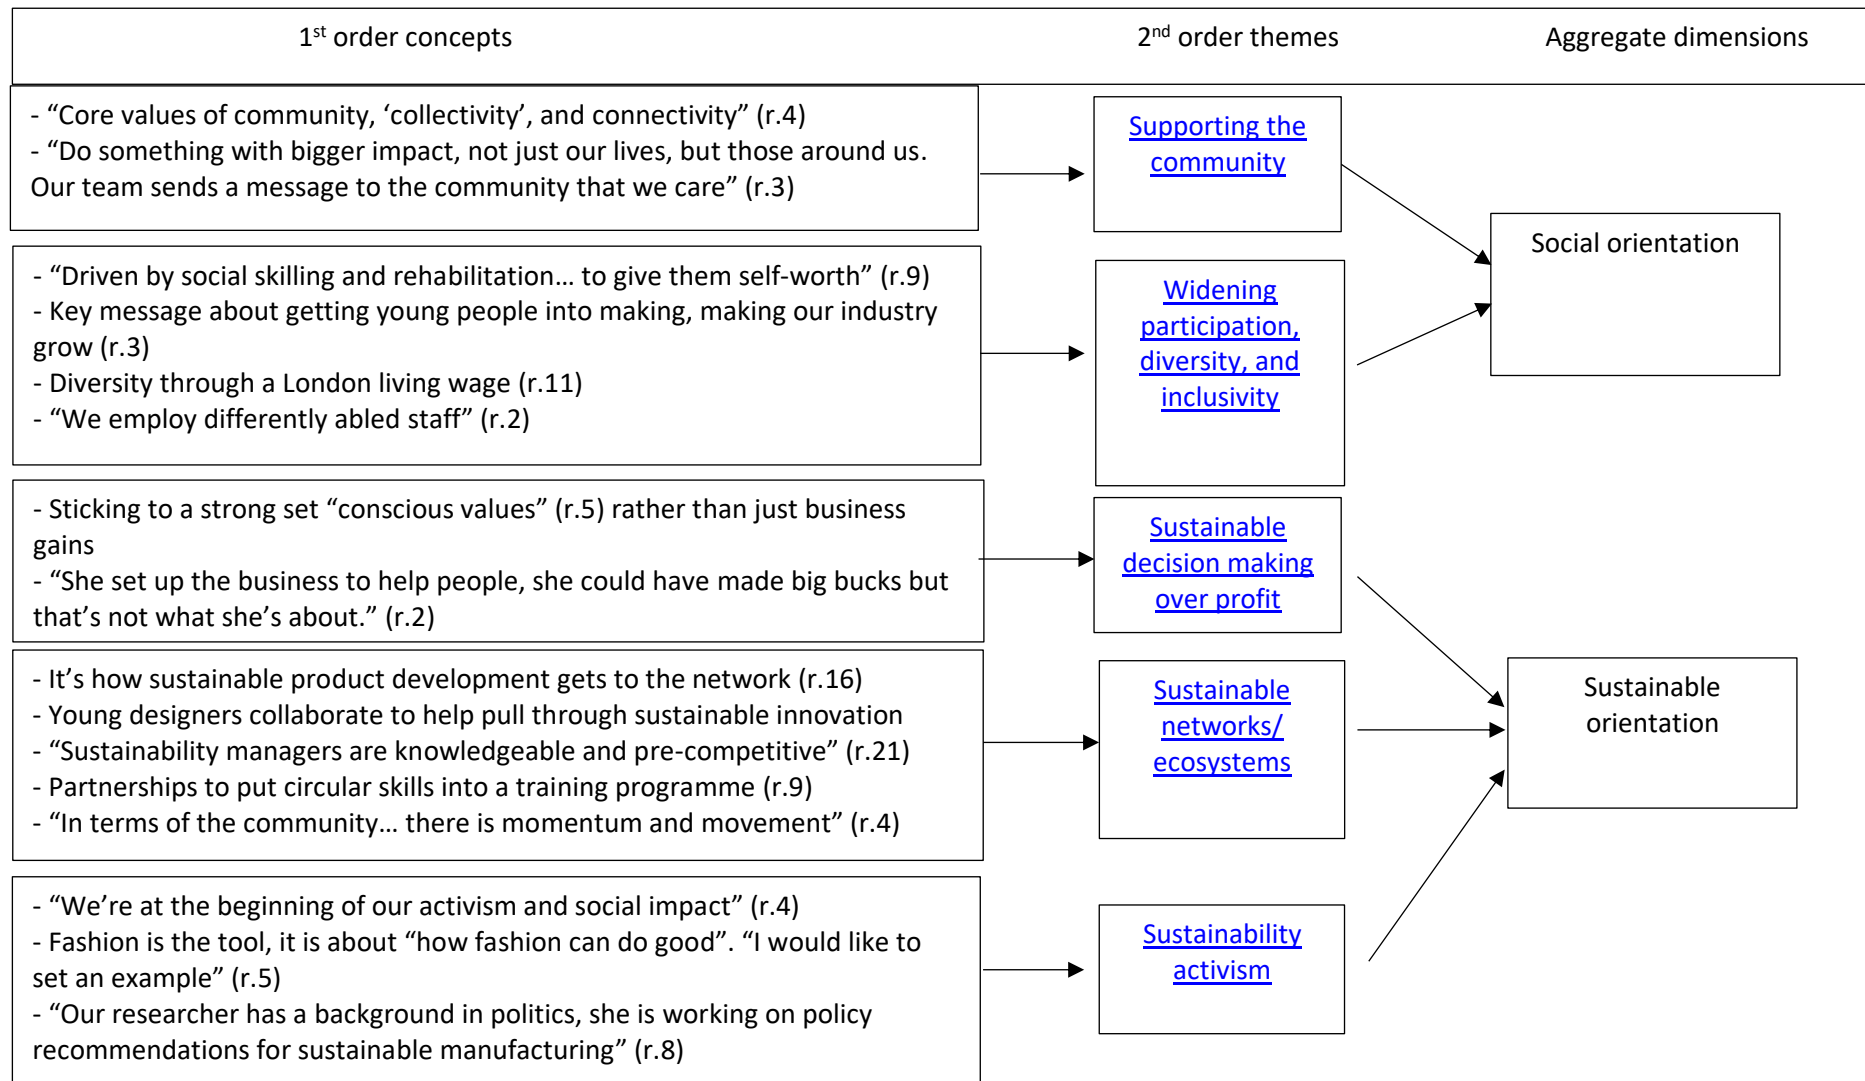 1st order concepts 2nd order themes Aggregate dimensions
- “Core values of community, ‘collectivity’, and connectivity” (r.4)
- “Do something with bigger impact, not just our lives, but those around us.
Our team sends a message to the community that we care” (r.3)
Supporting the
community
Social orientation
- “Driven by social skilling and rehabilitation… to give them self-worth” (r.9)
- Key message about getting young people into making, making our industry
grow (r.3)
- Diversity through a London living wage (r.11)
- “We employ differently abled staff” (r.2)
Widening
participation,
diversity, and
inclusivity
- Sticking to a strong set “conscious values” (r.5) rather than just business
gains
- “She set up the business to help people, she could have made big bucks but
that’s not what she’s about.” (r.2)
Sustainable
decision making
over profit
- It’s how sustainable product development gets to the network (r.16)
- Young designers collaborate to help pull through sustainable innovation
- “Sustainability managers are knowledgeable and pre-competitive” (r.21)
- Partnerships to put circular skills into a training programme (r.9)
- “In terms of the community… there is momentum and movement” (r.4)
Sustainable
networks/
ecosystems
Sustainable
orientation
- “We’re at the beginning of our activism and social impact” (r.4)
- Fashion is the tool, it is about “how fashion can do good”. “I would like to
set an example” (r.5)
- “Our researcher has a background in politics, she is working on policy
recommendations for sustainable manufacturing” (r.8)
Sustainability
activism